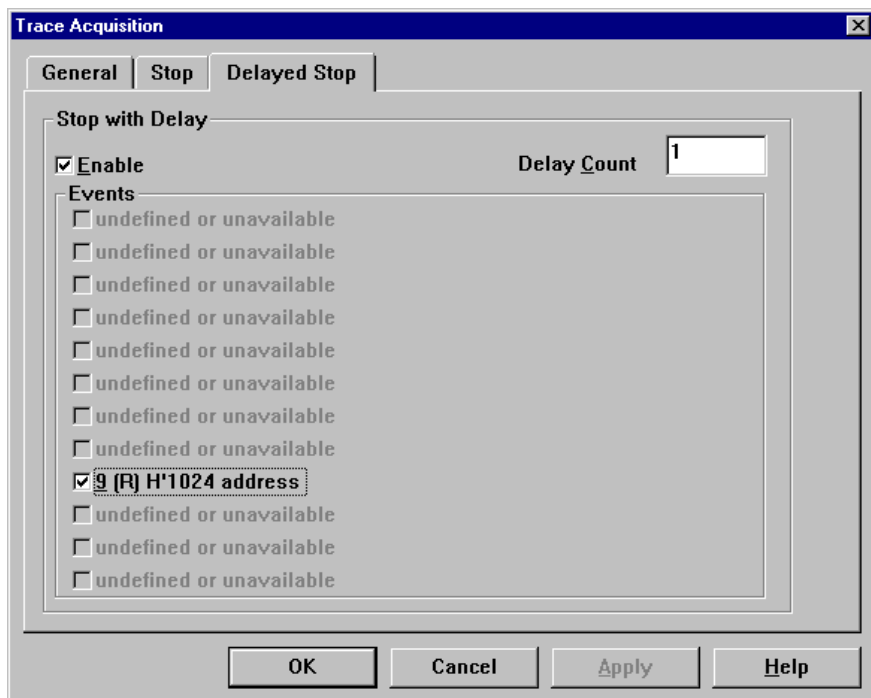 Trace Acquisition
General Stop Delayed Stop
Stop with Delay
Enable Delay Count 1
Events
undefined or unavailable
undefined or unavailable
undefined or unavailable
undefined or unavailable
undefined or unavailable
undefined or unavailable
undefined or unavailable
undefined or unavailable
9 (R) H'1024 address
undefined or unavailable
undefined or unavailable
undefined or unavailable
OK Cancel Apply Help